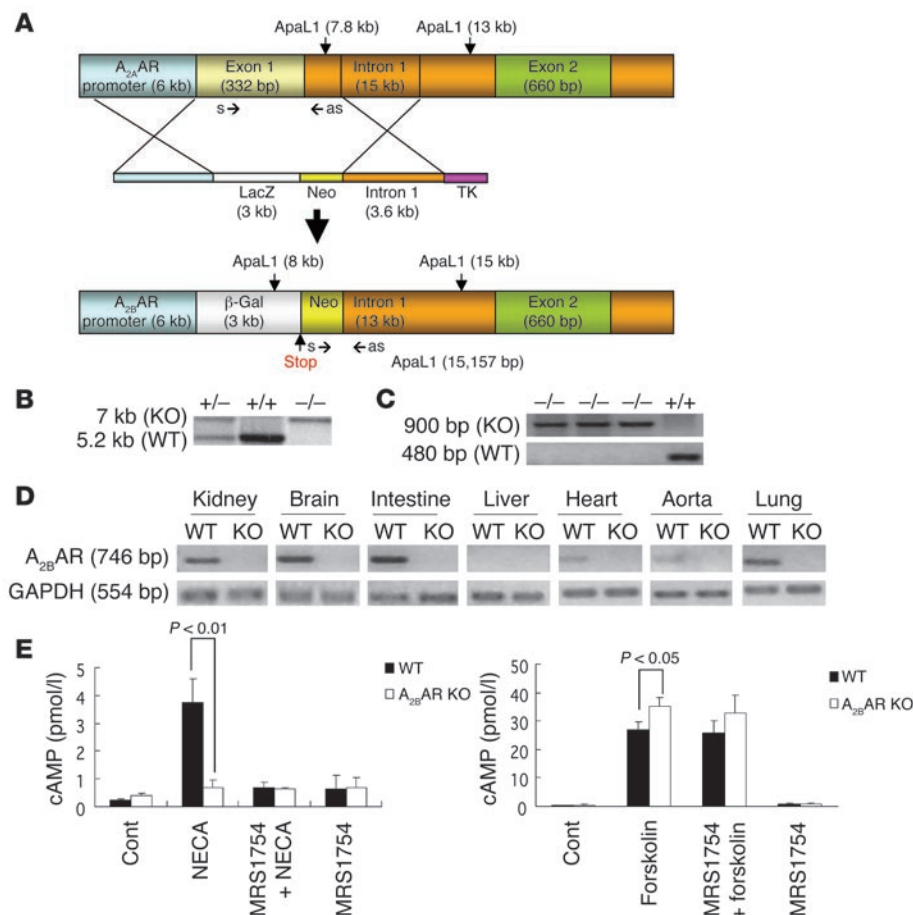 A
ApaL1 (7.8 kb) ApaL1 (13 kb)
A2AAR promoter (6 kb) Exon 1 (332 bp) Intron 1 (15 kb) Exon 2 (660 bp)
s → ← as
LacZ (3 kb) Neo Intron 1 (3.6 kb) TK
ApaL1 (8 kb) ApaL1 (15 kb)
A2BAR promoter (6 kb) β-Gal (3 kb) Neo Intron 1 (13 kb) Exon 2 (660 bp)
Stop s → ← as ApaL1 (15,157 bp)
B
+/– +/+ –/–
7 kb (KO)
5.2 kb (WT)
C
–/– –/– –/– +/+
900 bp (KO)
480 bp (WT)
D
Kidney Brain Intestine Liver Heart Aorta Lung
WT KO WT KO WT KO WT KO WT KO WT KO WT KO
A2BAR (746 bp)
GAPDH (554 bp)
E
P < 0.01
WT
A2BAR KO
cAMP (pmol/l)
5
4
3
2
1
0
Cont
NECA
MRS1754 + NECA
MRS1754
P < 0.05
WT
A2BAR KO
cAMP (pmol/l)
50
40
30
20
10
0
Cont
Forskolin
MRS1754 + forskolin
MRS1754